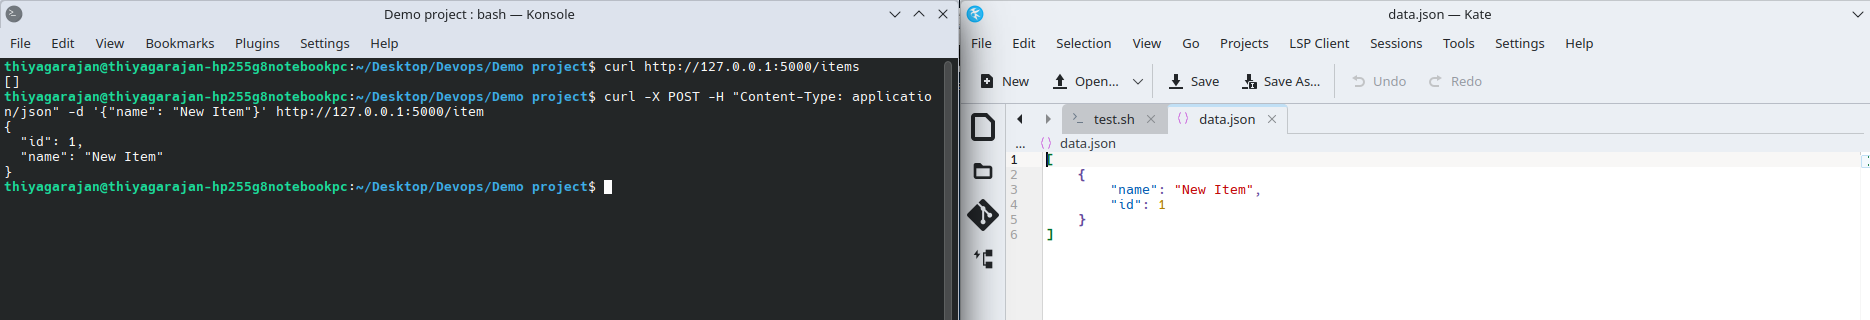 Demo project : bash — Konsole
File Edit View Bookmarks Plugins Settings Help
thiyagarajan@thiyagarajan-hp255g8notebookpc:~/Desktop/Devops/Demo project$ curl http://127.0.0.1:5000/items
[]
thiyagarajan@thiyagarajan-hp255g8notebookpc:~/Desktop/Devops/Demo project$ curl -X POST -H "Content-Type: applicatio
n/json" -d '{"name": "New Item"}' http://127.0.0.1:5000/item
{
  "id": 1,
  "name": "New Item"
}
thiyagarajan@thiyagarajan-hp255g8notebookpc:~/Desktop/Devops/Demo project$
data.json — Kate
File Edit Selection View Go Projects LSP Client Sessions Tools Settings Help
New Open... Save Save As... Undo Redo
test.sh data.json
... {} data.json
1 [
2     {
3         "name": "New Item",
4         "id": 1
5     }
6 ]